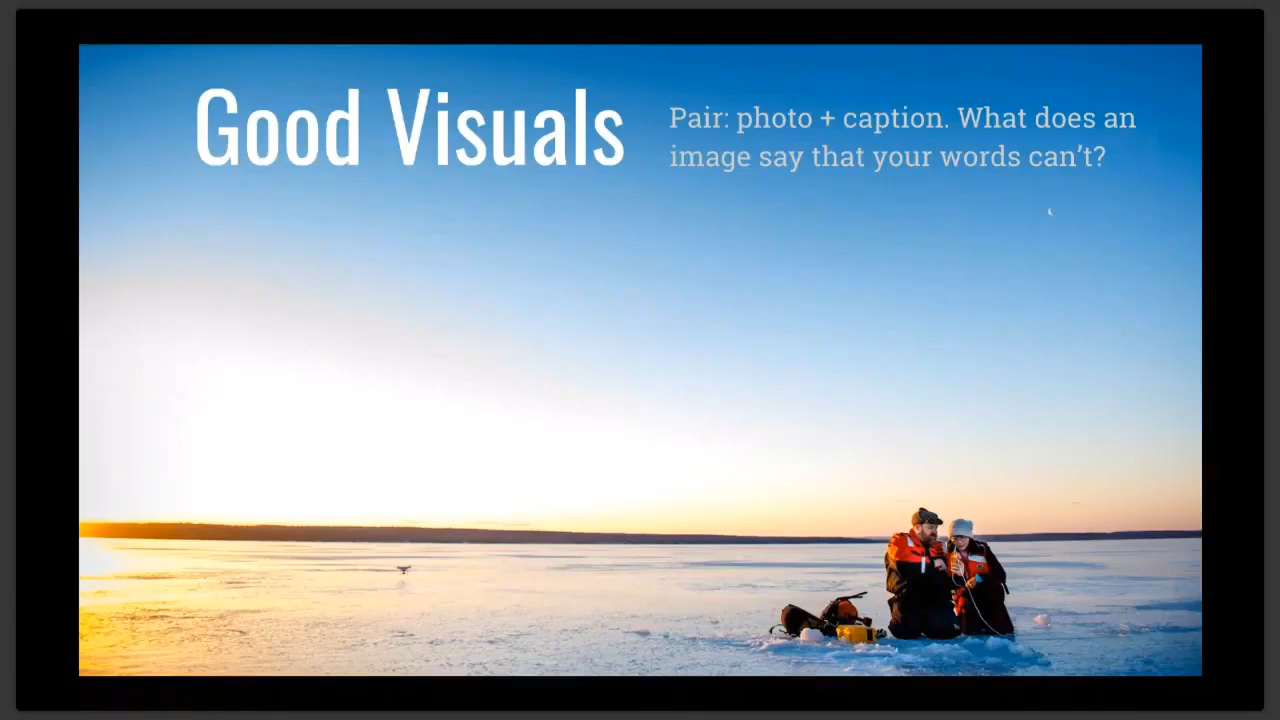 Good Visuals
Pair: photo + caption. What does an
image say that your words can’t?